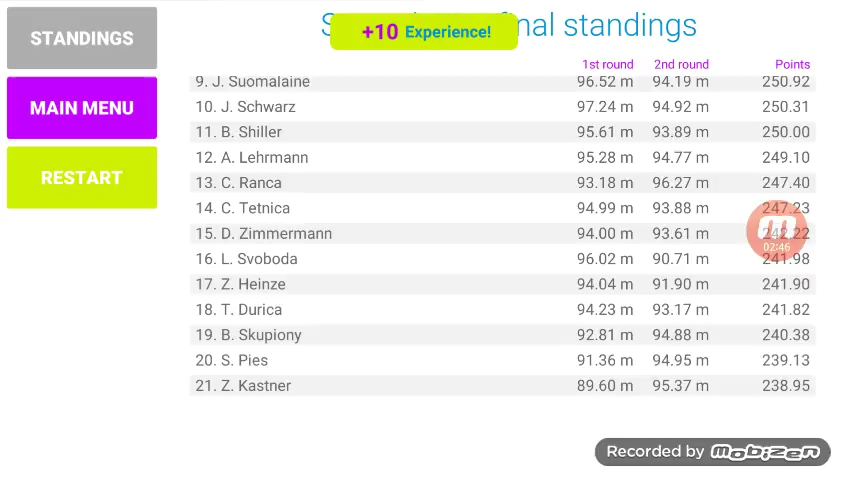 STANDINGS
MAIN MENU
RESTART
final standings
+10 Experience!
1st round 2nd round Points
9. J. Suomalaine 96.52 m 94.19 m 250.92
10. J. Schwarz 97.24 m 94.92 m 250.31
11. B. Shiller 95.61 m 93.89 m 250.00
12. A. Lehrmann 95.28 m 94.77 m 249.10
13. C. Ranca 93.18 m 96.27 m 247.40
14. C. Tetnica 94.99 m 93.88 m 247.23
15. D. Zimmermann 94.00 m 93.61 m 242.22
16. L. Svoboda 96.02 m 90.71 m 241.98
17. Z. Heinze 94.04 m 91.90 m 241.90
18. T. Durica 94.23 m 93.17 m 241.82
19. B. Skupiony 92.81 m 94.88 m 240.38
20. S. Pies 91.36 m 94.95 m 239.13
21. Z. Kastner 89.60 m 95.37 m 238.95
02:46
Recorded by mobizen